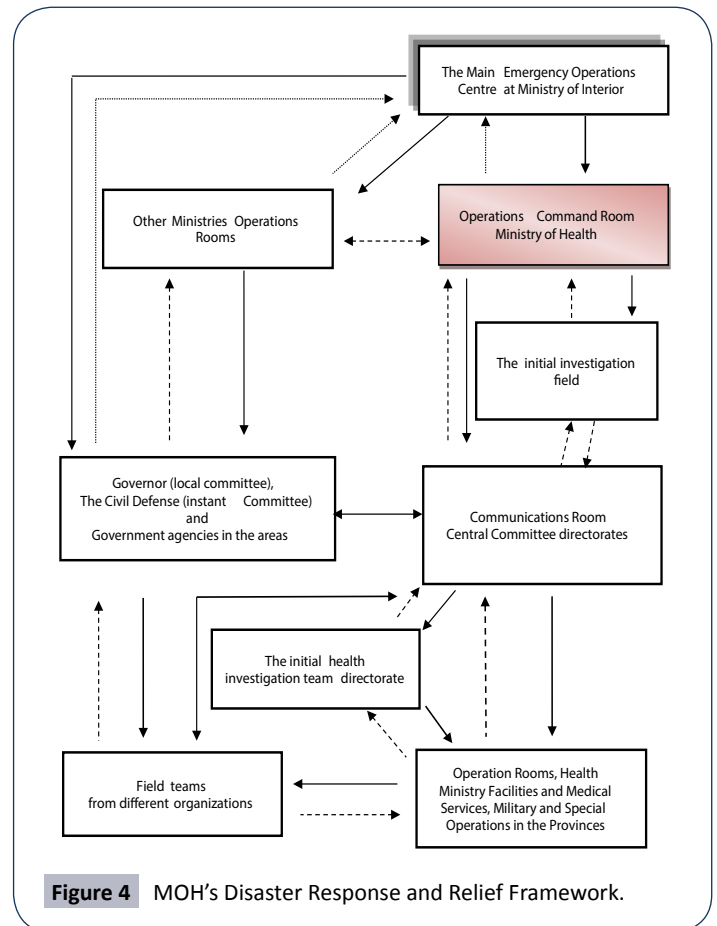 The Main Emergency Operations
Centre at Ministry of Interior
Other Ministries Operations
Rooms
Operations Command Room
Ministry of Health
The initial investigation
field
Governor (local committee),
The Civil Defense (instant Committee)
and
Government agencies in the areas
Communications Room
Central Committee directorates
The initial health
investigation team directorate
Field teams
from different organizations
Operation Rooms, Health
Ministry Facilities and Medical
Services, Military and Special
Operations in the Provinces
Figure 4 MOH's Disaster Response and Relief Framework.